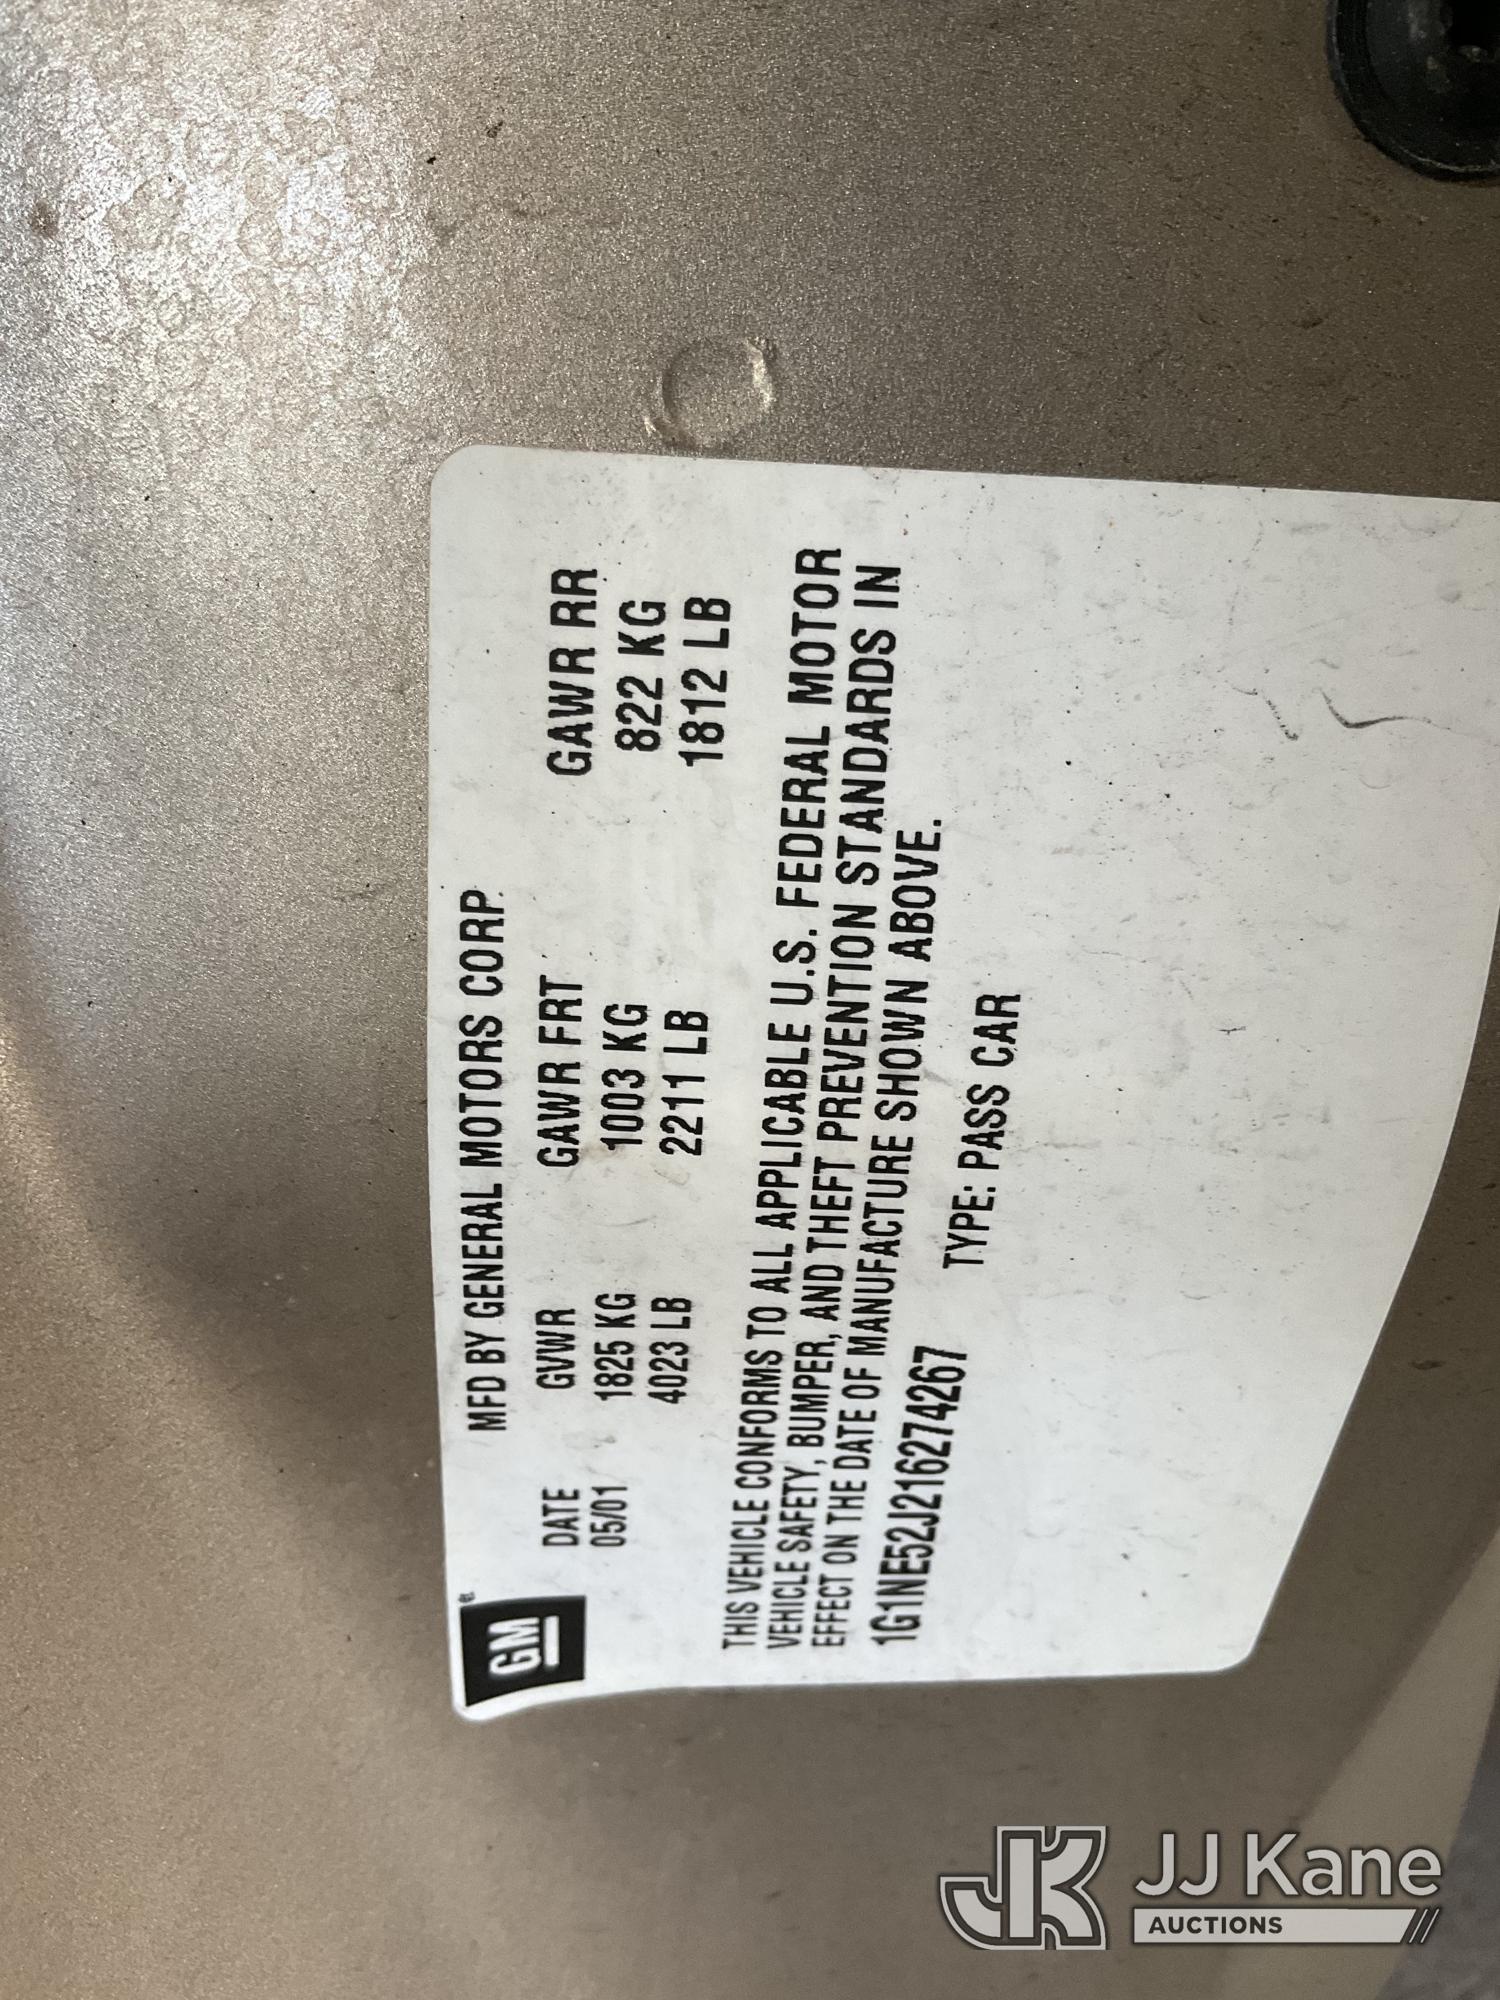 GM
MFD BY GENERAL MOTORS CORP.
DATE GVWR GAWR FRT GAWR RR
05/01 1825 KG 1003 KG 822 KG
4023 LB 2211 LB 1812 LB
THIS VEHICLE CONFORMS TO ALL APPLICABLE U.S. FEDERAL MOTOR
VEHICLE SAFETY, BUMPER, AND THEFT PREVENTION STANDARDS IN
EFFECT ON THE DATE OF MANUFACTURE SHOWN ABOVE.
1G1NE52J216274267 TYPE: PASS CAR
JK JJ Kane
AUCTIONS